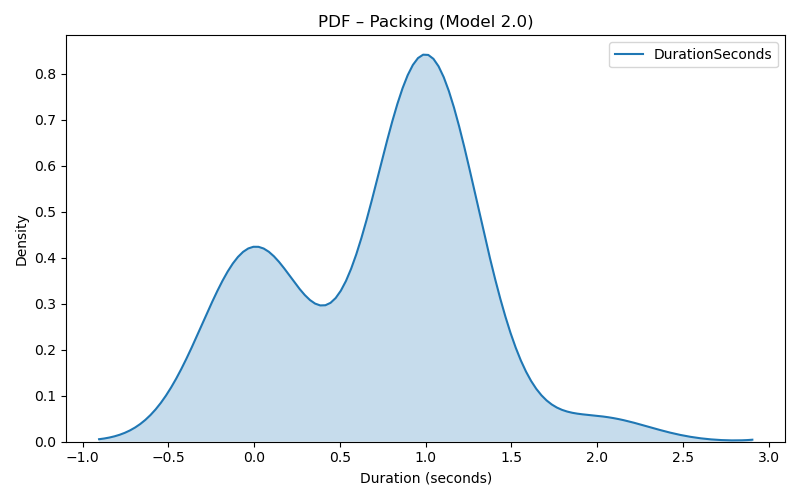 PDF – Packing (Model 2.0)
DurationSeconds
Density
0.8
0.7
0.6
0.5
0.4
0.3
0.2
0.1
0.0
−1.0 −0.5 0.0 0.5 1.0 1.5 2.0 2.5 3.0
Duration (seconds)